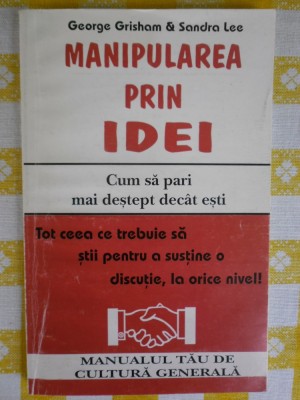 George Grisham & Sandra Lee
MANIPULAREA
PRIN
IDEI
Cum să pari
mai deștept decât ești
Tot ceea ce trebuie să
știi pentru a susține o
discuție, la orice nivel!
MANUALUL TĂU DE
CULTURĂ GENERALĂ